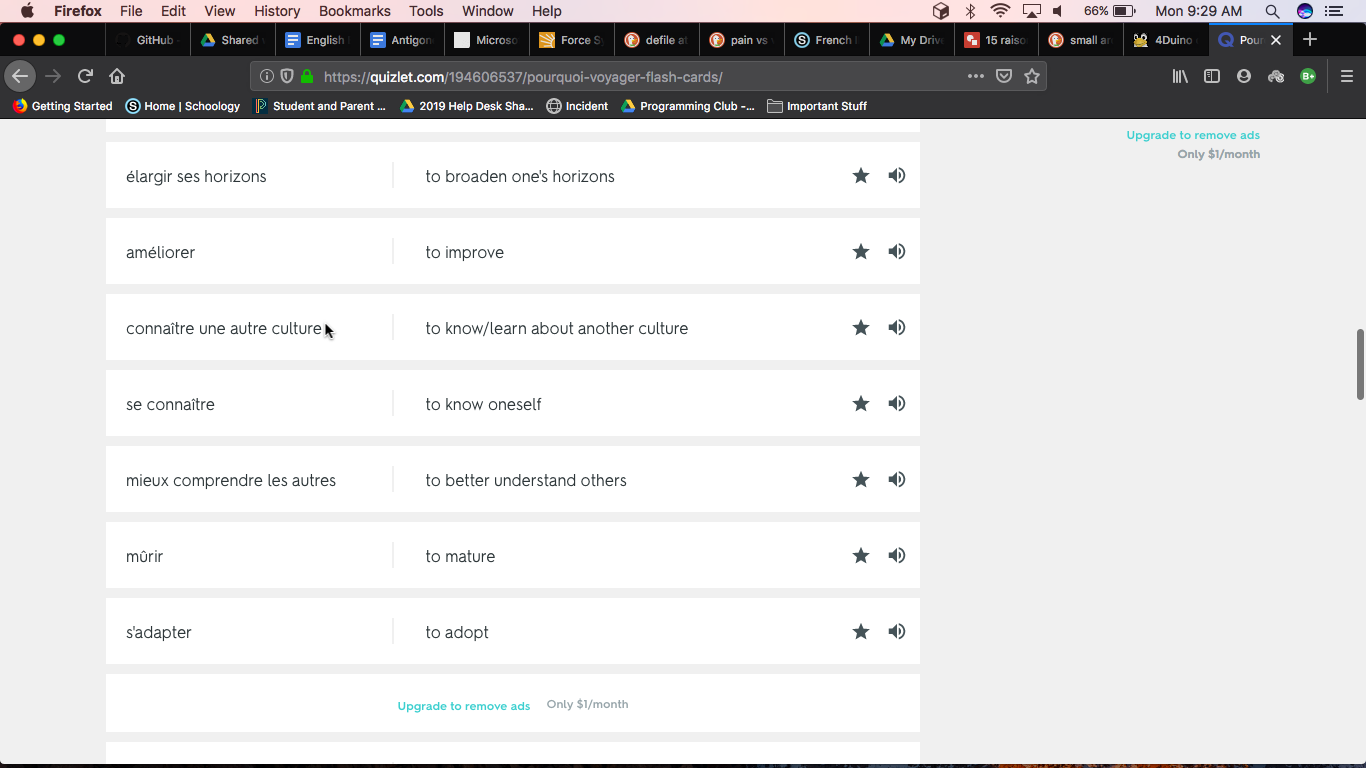 Firefox File Edit View History Bookmarks Tools Window Help 66% Mon 9:29 AM
GitHub Shared English Antigon Microso Force Sy defile at pain vs French I My Drive 15 raiso small an 4Duino Pour
https://quizlet.com/194606537/pourquoi-voyager-flash-cards/
Getting Started Home | Schoology Student and Parent ... 2019 Help Desk Sha... Incident Programming Club -... Important Stuff
Upgrade to remove ads
Only $1/month
élargir ses horizons to broaden one's horizons
améliorer to improve
connaître une autre culture to know/learn about another culture
se connaître to know oneself
mieux comprendre les autres to better understand others
mûrir to mature
s'adapter to adopt
Upgrade to remove ads Only $1/month